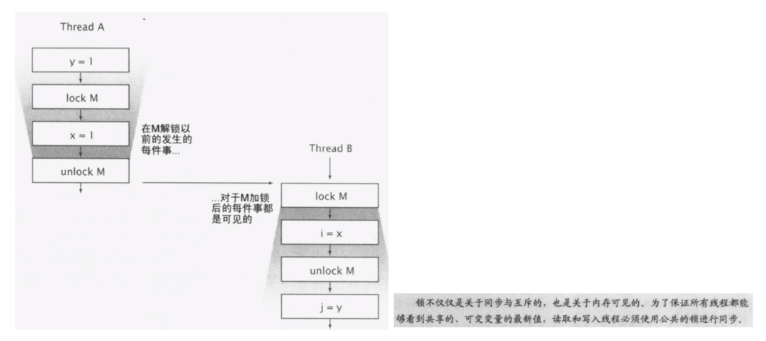 Thread A
y = 1
lock M
x = 1
unlock M
在M解锁以
前的发生的
每件事...
Thread B
...对于M加锁
后的每件事都
是可见的
lock M
i = x
unlock M
j = y
锁不仅仅是关于同步与互斥的，也是关于内存可见的。为了保证所有线程都能
够看到共享的、可变变量的最新值，读取和写入线程必须使用公共的锁进行同步。